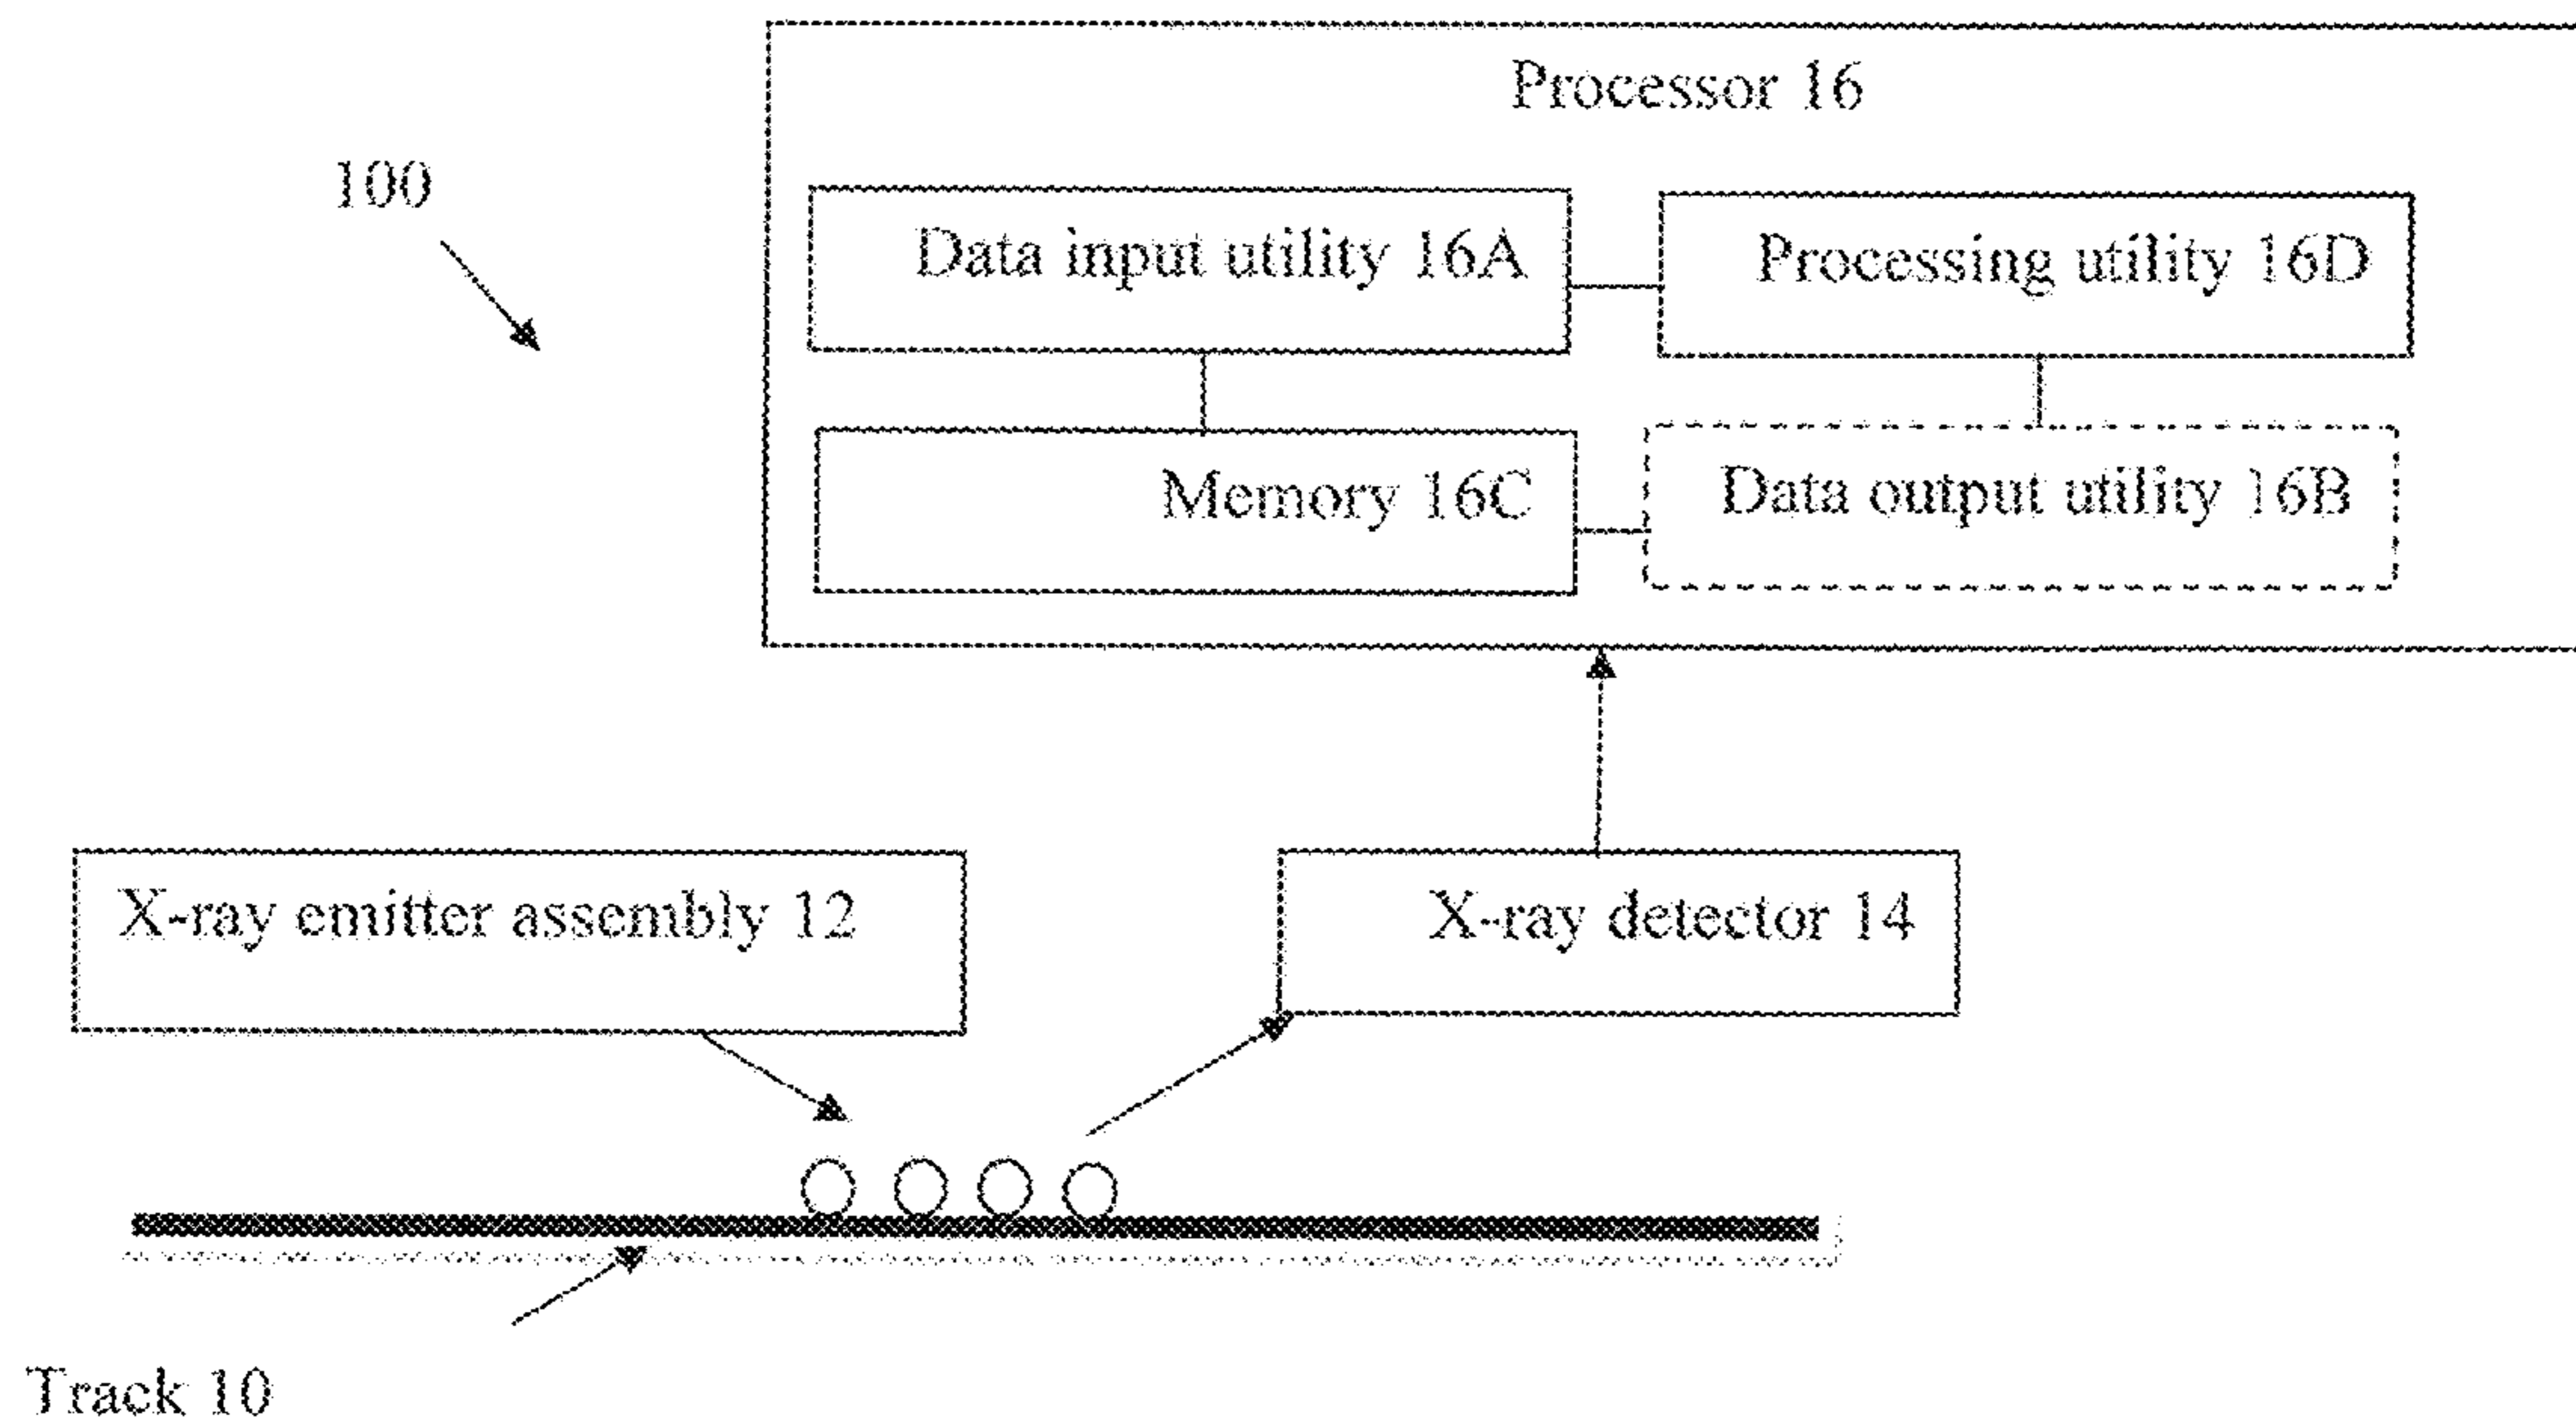 Processor 16
100
Data input utility 16A
Processing utility 16D
Memory 16C
Data output utility 16B
X-ray emitter assembly 12
X-ray detector 14
Track 10